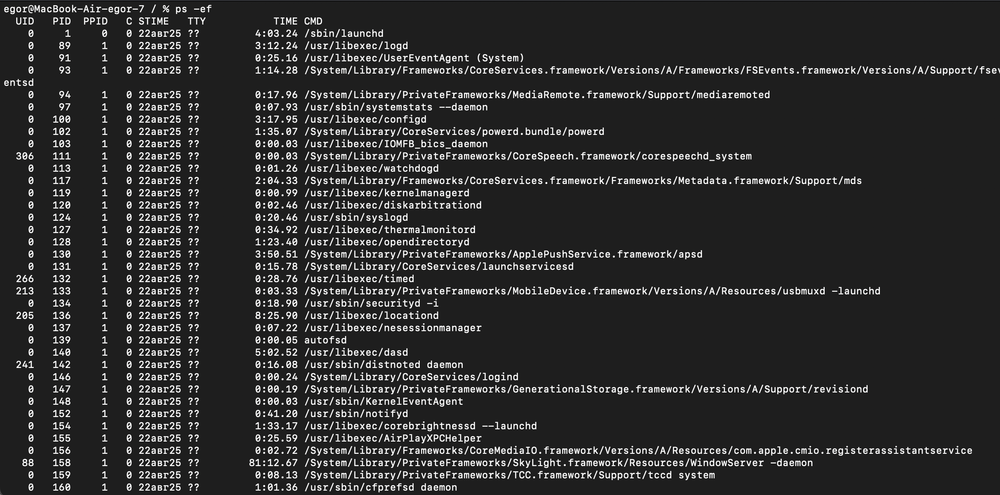 egor@MacBook-Air-egor-7 / % ps -ef
UID PID PPID C STIME TTY TIME CMD
0 1 0 0 22авг25 ?? 4:03.24 /sbin/launchd
0 89 1 0 22авг25 ?? 3:12.24 /usr/libexec/logd
0 91 1 0 22авг25 ?? 0:25.16 /usr/libexec/UserEventAgent (System)
0 93 1 0 22авг25 ?? 1:14.28 /System/Library/Frameworks/CoreServices.framework/Versions/A/Frameworks/FSEvents.framework/Versions/A/Support/fsev
entsd
0 94 1 0 22авг25 ?? 0:17.96 /System/Library/PrivateFrameworks/MediaRemote.framework/Support/mediaremoted
0 97 1 0 22авг25 ?? 0:07.93 /usr/sbin/systemstats --daemon
0 100 1 0 22авг25 ?? 3:17.95 /usr/libexec/configd
0 102 1 0 22авг25 ?? 1:35.07 /System/Library/CoreServices/powerd.bundle/powerd
0 103 1 0 22авг25 ?? 0:00.03 /usr/libexec/IOMFB_bics_daemon
306 111 1 0 22авг25 ?? 0:00.03 /System/Library/PrivateFrameworks/CoreSpeech.framework/corespeechd_system
0 113 1 0 22авг25 ?? 0:01.26 /usr/libexec/watchdogd
0 117 1 0 22авг25 ?? 2:04.33 /System/Library/Frameworks/CoreServices.framework/Frameworks/Metadata.framework/Support/mds
0 119 1 0 22авг25 ?? 0:00.99 /usr/libexec/kernelmanagerd
0 120 1 0 22авг25 ?? 0:02.46 /usr/libexec/diskarbitrationd
0 124 1 0 22авг25 ?? 0:20.46 /usr/sbin/syslogd
0 127 1 0 22авг25 ?? 0:34.92 /usr/libexec/thermalmonitord
0 128 1 0 22авг25 ?? 1:23.40 /usr/libexec/opendirectoryd
0 130 1 0 22авг25 ?? 3:50.51 /System/Library/PrivateFrameworks/ApplePushService.framework/apsd
0 131 1 0 22авг25 ?? 0:15.78 /System/Library/CoreServices/launchservicesd
266 132 1 0 22авг25 ?? 0:28.76 /usr/libexec/timed
213 133 1 0 22авг25 ?? 0:03.33 /System/Library/PrivateFrameworks/MobileDevice.framework/Versions/A/Resources/usbmuxd -launchd
0 134 1 0 22авг25 ?? 0:18.90 /usr/sbin/securityd -i
205 136 1 0 22авг25 ?? 8:25.90 /usr/libexec/locationd
0 137 1 0 22авг25 ?? 0:07.22 /usr/libexec/nesessionmanager
0 139 1 0 22авг25 ?? 0:00.05 autofsd
0 140 1 0 22авг25 ?? 5:02.52 /usr/libexec/dasd
241 142 1 0 22авг25 ?? 0:16.08 /usr/sbin/distnoted daemon
0 146 1 0 22авг25 ?? 0:00.24 /System/Library/CoreServices/logind
0 147 1 0 22авг25 ?? 0:00.19 /System/Library/PrivateFrameworks/GenerationalStorage.framework/Versions/A/Support/revisiond
0 148 1 0 22авг25 ?? 0:00.03 /usr/sbin/KernelEventAgent
0 152 1 0 22авг25 ?? 0:41.20 /usr/sbin/notifyd
0 154 1 0 22авг25 ?? 1:33.17 /usr/libexec/corebrightnessd --launchd
0 155 1 0 22авг25 ?? 0:25.59 /usr/libexec/AirPlayXPCHelper
0 156 1 0 22авг25 ?? 0:02.72 /System/Library/Frameworks/CoreMediaIO.framework/Versions/A/Resources/com.apple.cmio.registerassistantservice
88 158 1 0 22авг25 ?? 81:12.67 /System/Library/PrivateFrameworks/SkyLight.framework/Resources/WindowServer -daemon
0 159 1 0 22авг25 ?? 0:08.13 /System/Library/PrivateFrameworks/TCC.framework/Support/tccd system
0 160 1 0 22авг25 ?? 1:01.36 /usr/sbin/cfprefsd daemon